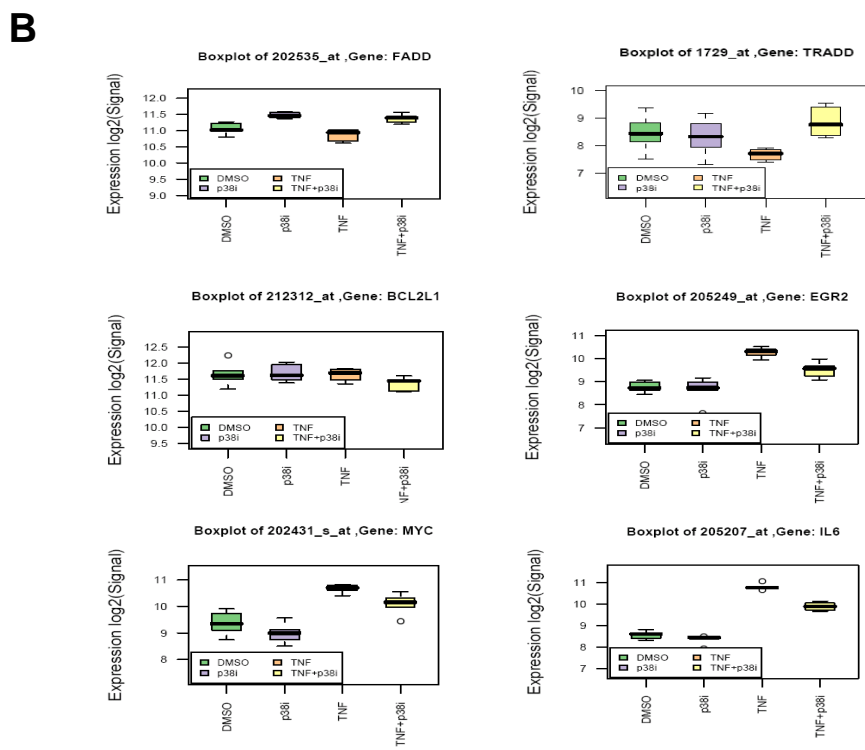 B
Boxplot of 202535_at ,Gene: FADD
Expression log2(Signal)
12.0
11.5
11.0
10.5
10.0
9.5
9.0
DMSO TNF
p38i TNF+p38i
DMSO
p38i
TNF
TNF+p38i
Boxplot of 1729_at ,Gene: TRADD
Expression log2(Signal)
10
9
8
7
DMSO TNF
p38i TNF+p38i
DMSO
p38i
TNF
TNF+p38i
Boxplot of 212312_at ,Gene: BCL2L1
Expression log2(Signal)
12.5
12.0
11.5
11.0
10.5
10.0
9.5
DMSO TNF
p38i TNF+p38i
DMSO
p38i
TNF
NF+p38i
Boxplot of 205249_at ,Gene: EGR2
Expression log2(Signal)
11
10
9
8
7
DMSO TNF
p38i TNF+p38i
DMSO
p38i
TNF
TNF+p38i
Boxplot of 202431_s_at ,Gene: MYC
Expression log2(Signal)
11
10
9
8
DMSO TNF
p38i TNF+p38i
DMSO
p38i
TNF
TNF+p38i
Boxplot of 205207_at ,Gene: IL6
Expression log2(Signal)
11
10
9
8
7
DMSO TNF
p38i TNF+p38i
DMSO
p38i
TNF
TNF+p38i